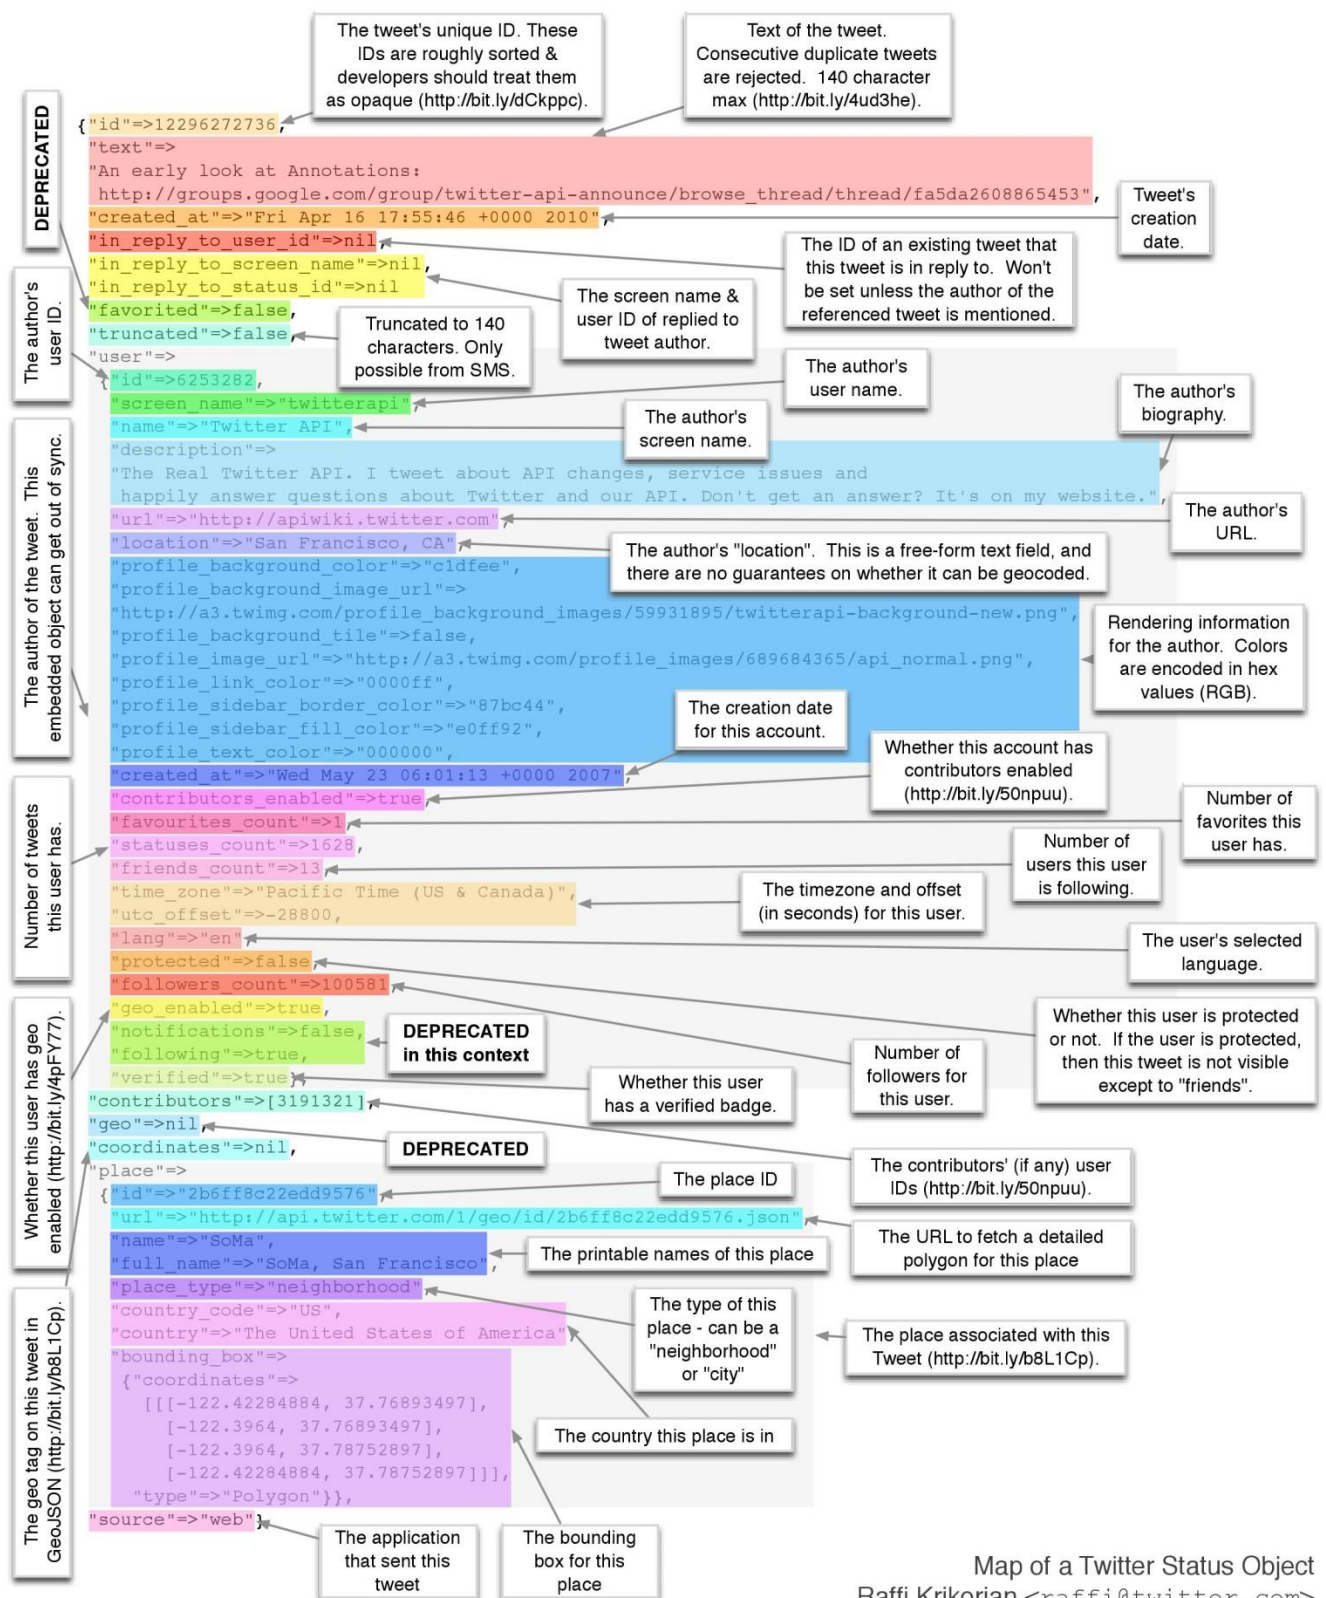 The tweet's unique ID. These
IDs are roughly sorted &
developers should treat them
as opaque (http://bit.ly/dCkppc).
Text of the tweet.
Consecutive duplicate tweets
are rejected. 140 character
max (http://bit.ly/4ud3he).
DEPRECATED
{"id"=>12296272736,
"text"=>
"An early look at Annotations:
http://groups.google.com/group/twitter-api-announce/browse_thread/thread/fa5da2608865453",
"created_at"=>"Fri Apr 16 17:55:46 +0000 2010",
Tweet's
creation
date.
"in_reply_to_user_id"=>nil,
The ID of an existing tweet that
this tweet is in reply to. Won't
be set unless the author of the
referenced tweet is mentioned.
"in_reply_to_screen_name"=>nil,
"in_reply_to_status_id"=>nil
The screen name &
user ID of replied to
tweet author.
"favorited"=>false,
"truncated"=>false,
Truncated to 140
characters. Only
possible from SMS.
The author's
user ID.
"user"=>
{"id"=>6253282,
"screen_name"=>"twitterapi",
The author's
user name.
"name"=>"Twitter API",
The author's
screen name.
The author's
biography.
"description"=>
"The Real Twitter API. I tweet about API changes, service issues and
happily answer questions about Twitter and our API. Don't get an answer? It's on my website.",
"url"=>"http://apiwiki.twitter.com",
The author's
URL.
"location"=>"San Francisco, CA",
The author's "location". This is a free-form text field, and
there are no guarantees on whether it can be geocoded.
The author of the tweet. This
embedded object can get out of sync.
"profile_background_color"=>"c1dfee",
"profile_background_image_url"=>
"http://a3.twimg.com/profile_background_images/59931895/twitterapi-background-new.png",
"profile_background_tile"=>false,
"profile_image_url"=>"http://a3.twimg.com/profile_images/689684365/api_normal.png",
"profile_link_color"=>"0000ff",
"profile_sidebar_border_color"=>"87bc44",
"profile_sidebar_fill_color"=>"e0ff92",
"profile_text_color"=>"000000",
Rendering information
for the author. Colors
are encoded in hex
values (RGB).
The creation date
for this account.
"created_at"=>"Wed May 23 06:01:13 +0000 2007",
"contributors_enabled"=>true,
Whether this account has
contributors enabled
(http://bit.ly/50npuu).
"favourites_count"=>1,
Number of
favorites this
user has.
"statuses_count"=>1628,
Number of tweets
this user has.
"friends_count"=>13,
Number of
users this user
is following.
"time_zone"=>"Pacific Time (US & Canada)",
"utc_offset"=>-28800,
The timezone and offset
(in seconds) for this user.
"lang"=>"en",
The user's selected
language.
"protected"=>false,
Whether this user is protected
or not. If the user is protected,
then this tweet is not visible
except to "friends".
"followers_count"=>100581,
Number of
followers for
this user.
"geo_enabled"=>true,
Whether this user has geo
enabled (http://bit.ly/4pFY77).
"notifications"=>false,
"following"=>true,
DEPRECATED
in this context
"verified"=>true},
Whether this user
has a verified badge.
"contributors"=>[3191321],
The contributors' (if any) user
IDs (http://bit.ly/50npuu).
"geo"=>nil,
DEPRECATED
"coordinates"=>nil,
The geo tag on this tweet in
GeoJSON (http://bit.ly/b8L1Cp).
"place"=>
{"id"=>"2b6ff8c22edd9576",
The place ID
"url"=>"http://api.twitter.com/1/geo/id/2b6ff8c22edd9576.json",
The URL to fetch a detailed
polygon for this place
"name"=>"SoMa",
"full_name"=>"SoMa, San Francisco",
The printable names of this place
"place_type"=>"neighborhood",
The type of this
place - can be a
"neighborhood"
or "city"
"country_code"=>"US",
"country"=>"The United States of America",
The country this place is in
The place associated with this
Tweet (http://bit.ly/b8L1Cp).
"bounding_box"=>
{"coordinates"=>
[[[-122.42284884, 37.76893497],
[-122.3964, 37.76893497],
[-122.3964, 37.78752897],
[-122.42284884, 37.78752897]]],
"type"=>"Polygon"}},
The bounding
box for this
place
"source"=>"web"}
The application
that sent this
tweet
Map of a Twitter Status Object
Raffi Krikorian <raffi@twitter.com>